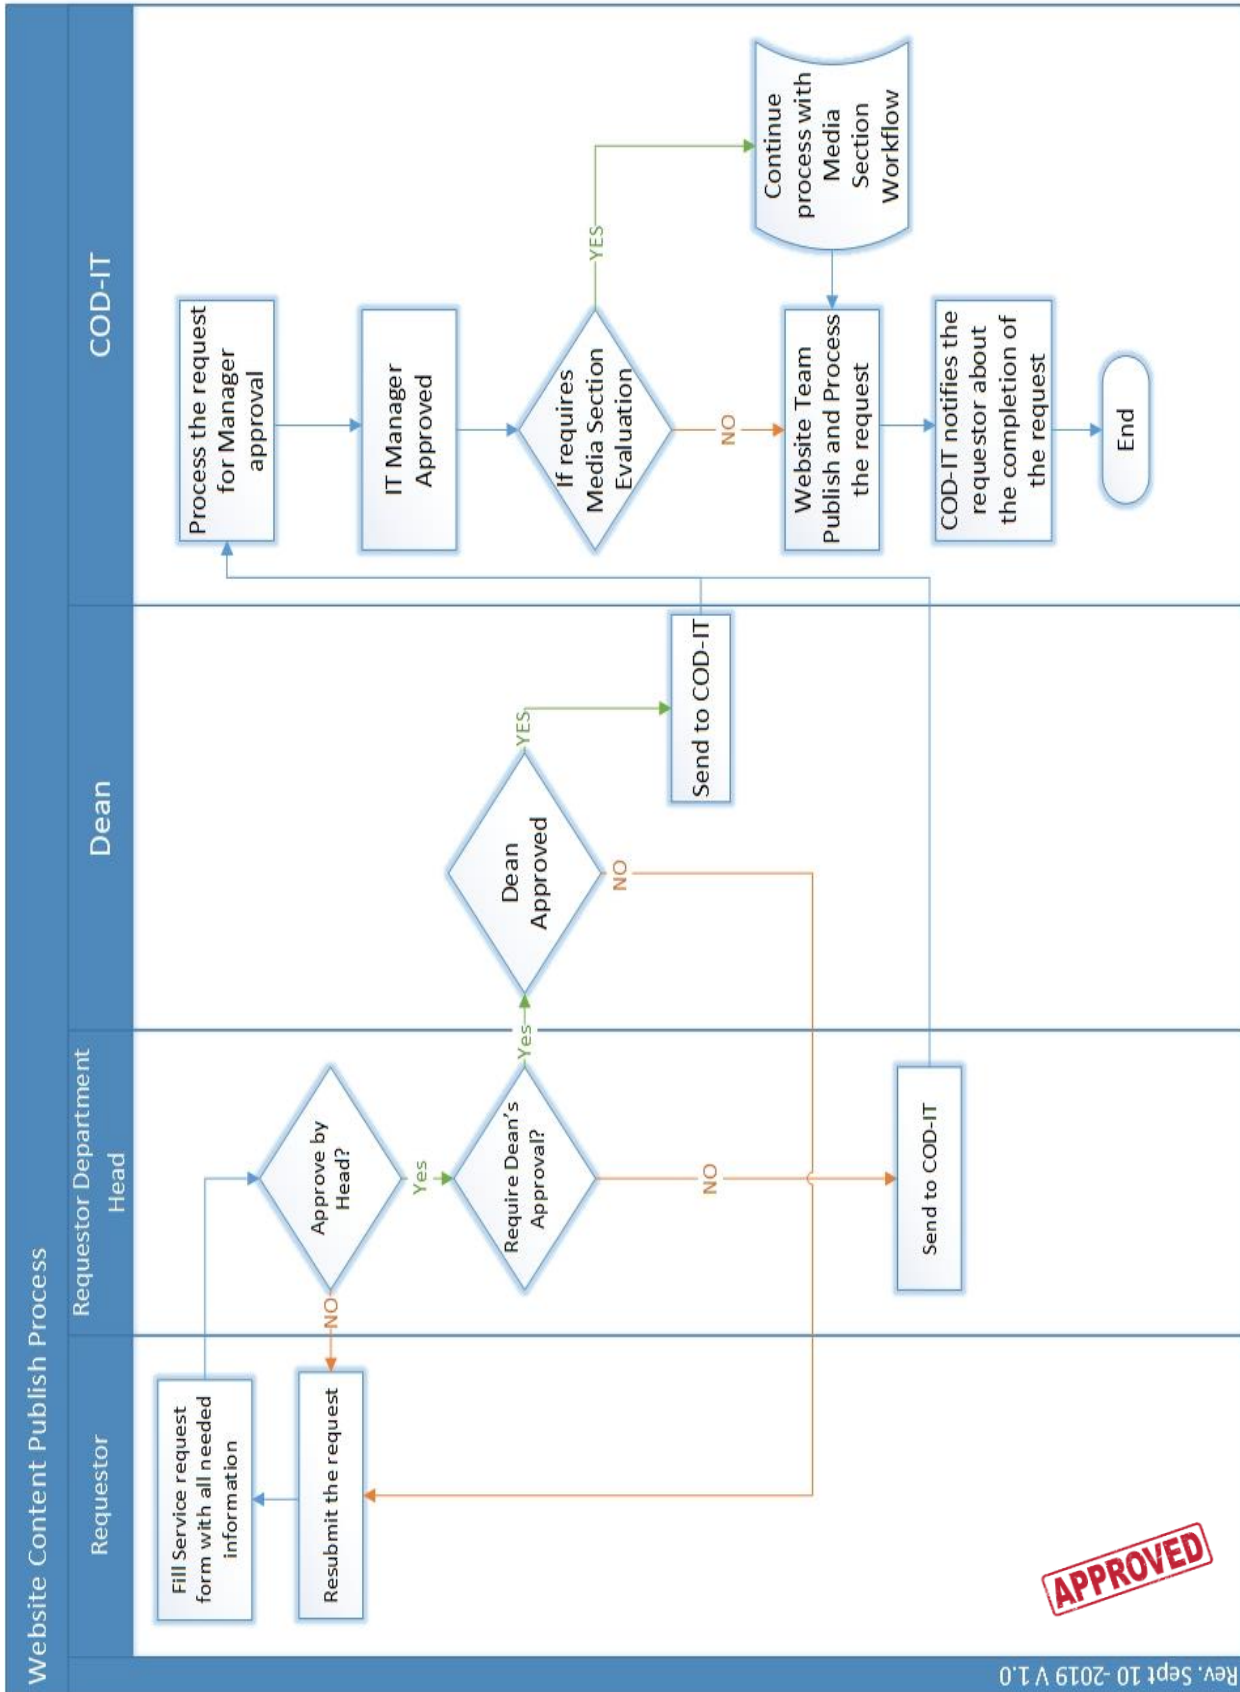 Website Content Publish Process
Requestor
Requestor Department
Head
Dean
COD-IT
Fill Service request
form with all needed
information
Resubmit the request
Approve by
Head?
NO
Yes
Require Dean's
Approval?
Yes
NO
Send to COD-IT
Dean
Approved
YES
NO
Send to COD-IT
Process the request
for Manager
approval
IT Manager
Approved
If requires
Media Section
Evaluation
YES
NO
Continue
process with
Media
Section
Workflow
Website Team
Publish and Process
the request
COD-IT notifies the
requestor about
the completion of
the request
End
APPROVED
Rev. Sept 10 -2019 V 1.0